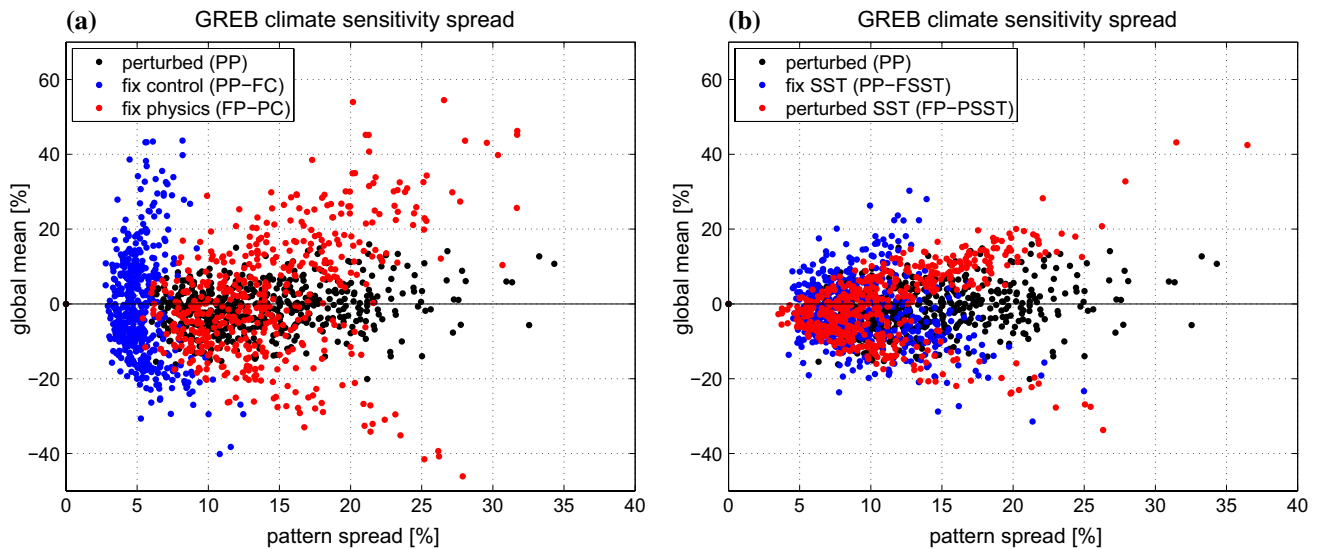 (a) GREB climate sensitivity spread
perturbed (PP)
fix control (PP−FC)
fix physics (FP−PC)
60
40
20
0
−20
−40
global mean [%]
0 5 10 15 20 25 30 35 40
pattern spread [%]
(b) GREB climate sensitivity spread
perturbed (PP)
fix SST (PP−FSST)
perturbed SST (FP−PSST)
60
40
20
0
−20
−40
global mean [%]
0 5 10 15 20 25 30 35 40
pattern spread [%]